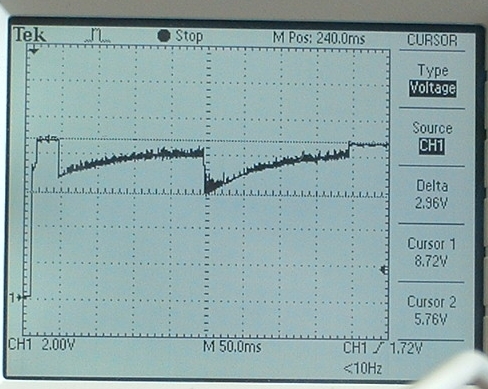 Tek Stop M Pos: 240.0ms CURSOR
Type
Voltage
Source
CH1
Delta
2.96V
Cursor 1
8.72V
Cursor 2
5.76V
1
CH1 2.00V M 50.0ms CH1 1.72V
<10Hz